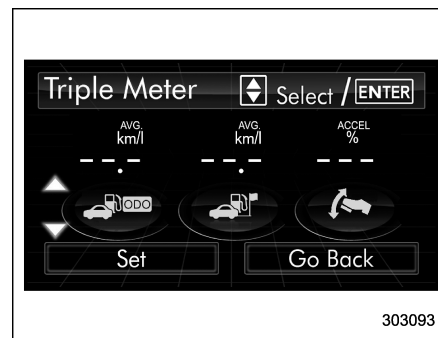 Triple Meter Select / ENTER
AVG. AVG. ACCEL
km/l km/l %
--.- --.- ---
ODO
Set Go Back
303093